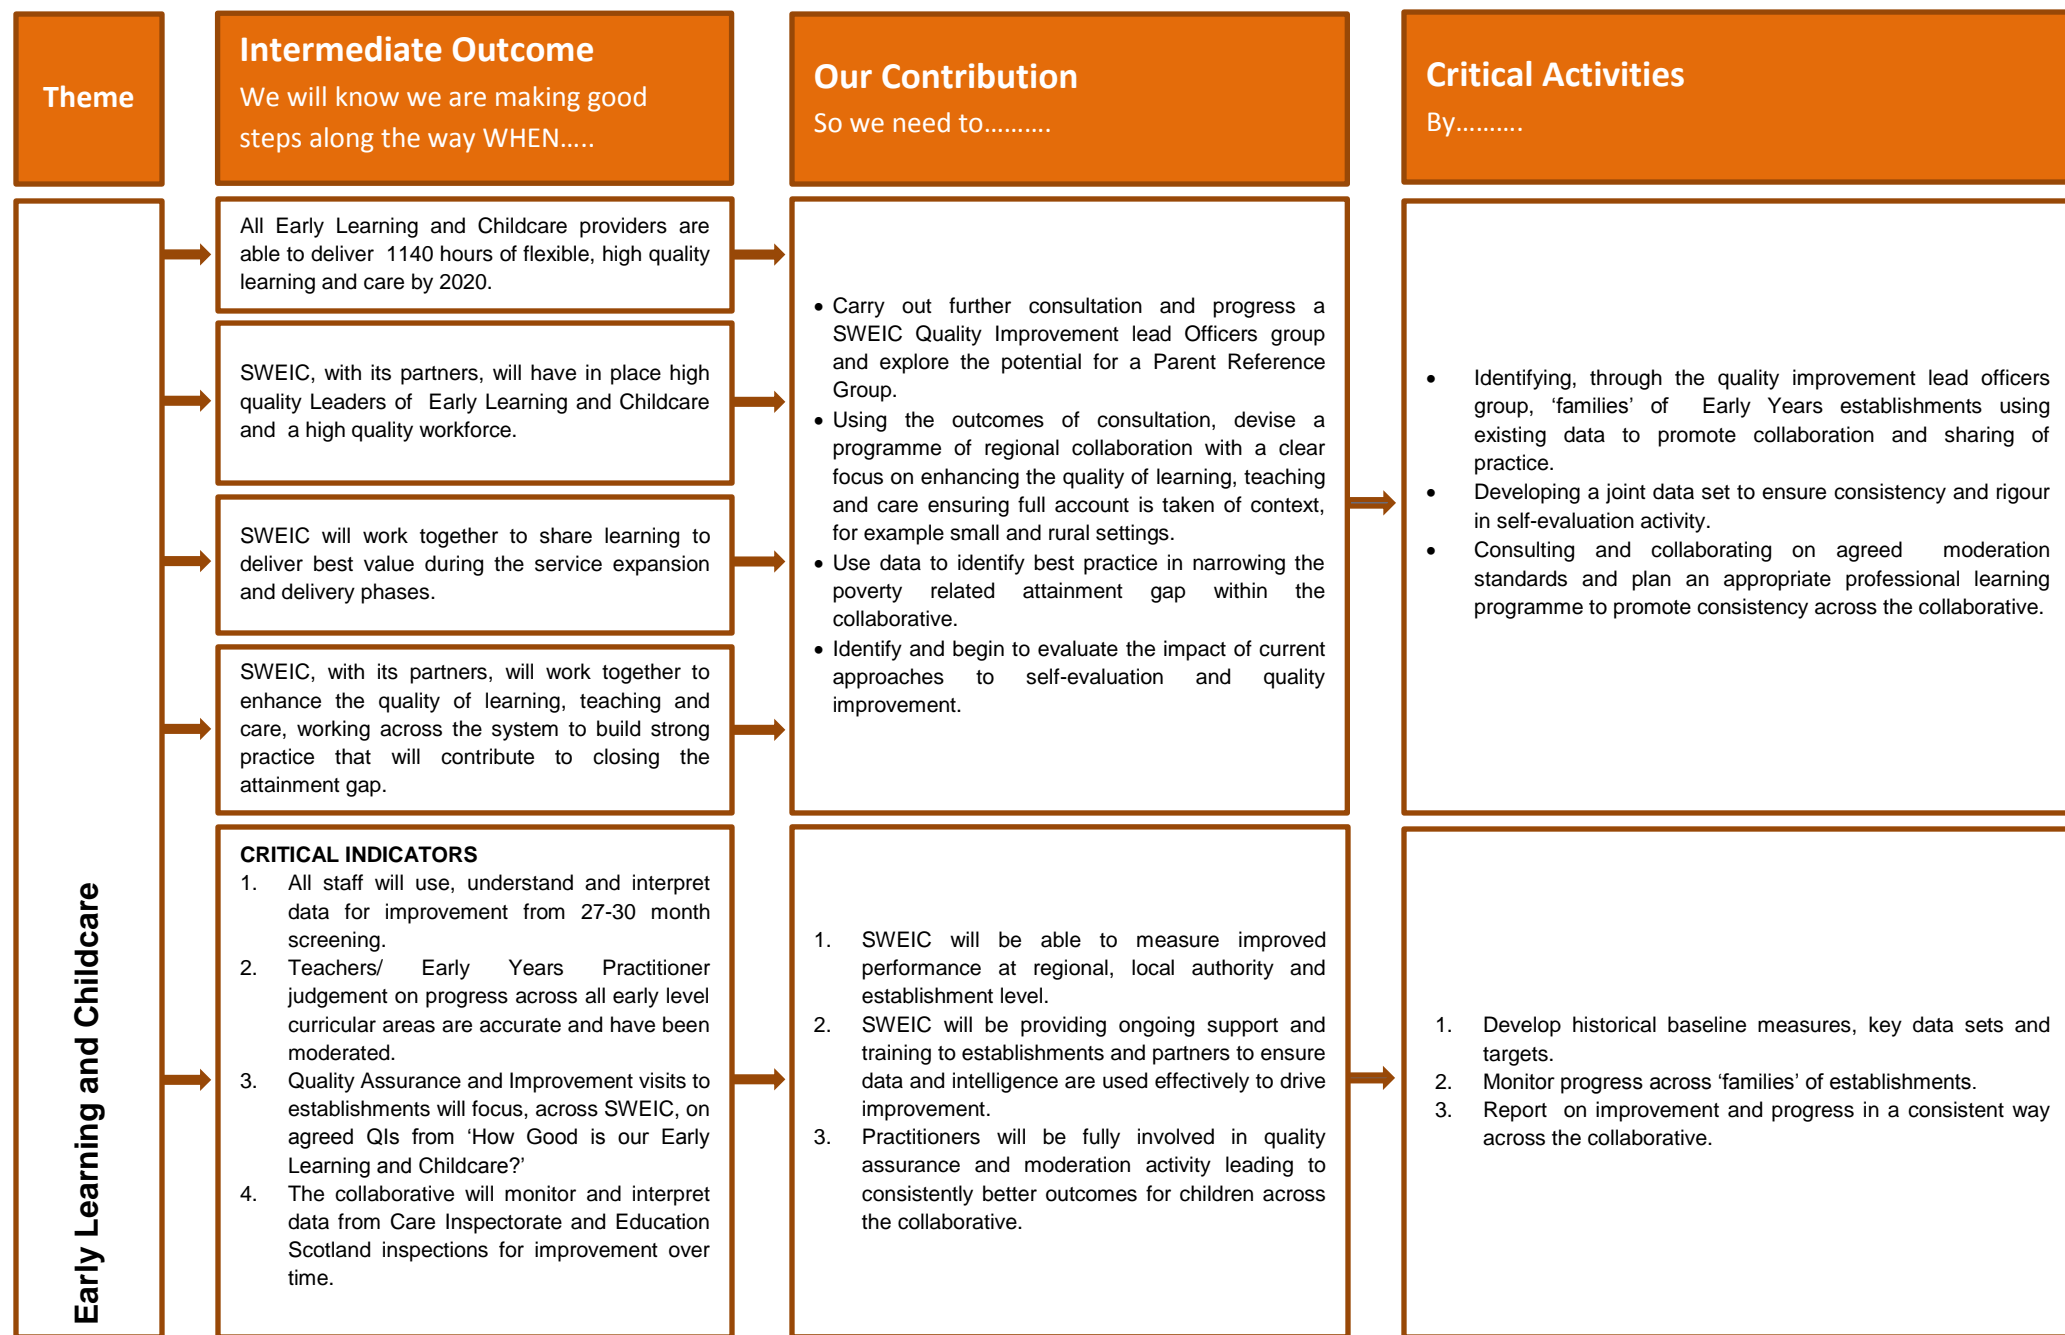 Theme
Intermediate Outcome
We will know we are making good
steps along the way WHEN…..
Our Contribution
So we need to……….
Critical Activities
By……….
Early Learning and Childcare
All Early Learning and Childcare providers are
able to deliver 1140 hours of flexible, high quality
learning and care by 2020.
SWEIC, with its partners, will have in place high
quality Leaders of Early Learning and Childcare
and a high quality workforce.
SWEIC will work together to share learning to
deliver best value during the service expansion
and delivery phases.
SWEIC, with its partners, will work together to
enhance the quality of learning, teaching and
care, working across the system to build strong
practice that will contribute to closing the
attainment gap.
• Carry out further consultation and progress a
SWEIC Quality Improvement lead Officers group
and explore the potential for a Parent Reference
Group.
• Using the outcomes of consultation, devise a
programme of regional collaboration with a clear
focus on enhancing the quality of learning, teaching
and care ensuring full account is taken of context,
for example small and rural settings.
• Use data to identify best practice in narrowing the
poverty related attainment gap within the
collaborative.
• Identify and begin to evaluate the impact of current
approaches to self-evaluation and quality
improvement.
• Identifying, through the quality improvement lead officers
group, ‘families’ of Early Years establishments using
existing data to promote collaboration and sharing of
practice.
• Developing a joint data set to ensure consistency and rigour
in self-evaluation activity.
• Consulting and collaborating on agreed moderation
standards and plan an appropriate professional learning
programme to promote consistency across the collaborative.
CRITICAL INDICATORS
1. All staff will use, understand and interpret
data for improvement from 27-30 month
screening.
2. Teachers/ Early Years Practitioner
judgement on progress across all early level
curricular areas are accurate and have been
moderated.
3. Quality Assurance and Improvement visits to
establishments will focus, across SWEIC, on
agreed QIs from ‘How Good is our Early
Learning and Childcare?’
4. The collaborative will monitor and interpret
data from Care Inspectorate and Education
Scotland inspections for improvement over
time.
1. SWEIC will be able to measure improved
performance at regional, local authority and
establishment level.
2. SWEIC will be providing ongoing support and
training to establishments and partners to ensure
data and intelligence are used effectively to drive
improvement.
3. Practitioners will be fully involved in quality
assurance and moderation activity leading to
consistently better outcomes for children across
the collaborative.
1. Develop historical baseline measures, key data sets and
targets.
2. Monitor progress across ‘families’ of establishments.
3. Report on improvement and progress in a consistent way
across the collaborative.